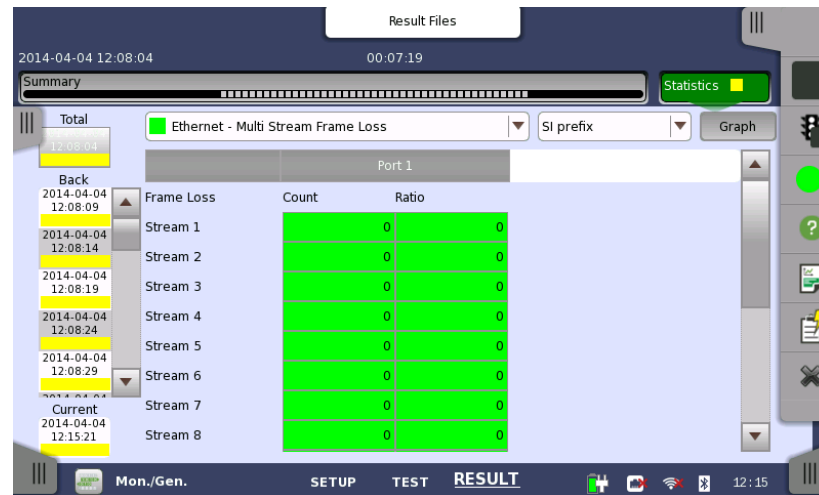 Result Files
2014-04-04 12:08:04 00:07:19
Summary
Statistics
Total
12:08:04
Back
2014-04-04
12:08:09
2014-04-04
12:08:14
2014-04-04
12:08:19
2014-04-04
12:08:24
2014-04-04
12:08:29
Current
2014-04-04
12:15:21
Ethernet - Multi Stream Frame Loss
SI prefix
Graph
Port 1
Frame Loss Count Ratio
Stream 1 0 0
Stream 2 0 0
Stream 3 0 0
Stream 4 0 0
Stream 5 0 0
Stream 6 0 0
Stream 7 0 0
Stream 8 0 0
Mon./Gen. SETUP TEST RESULT 12:15